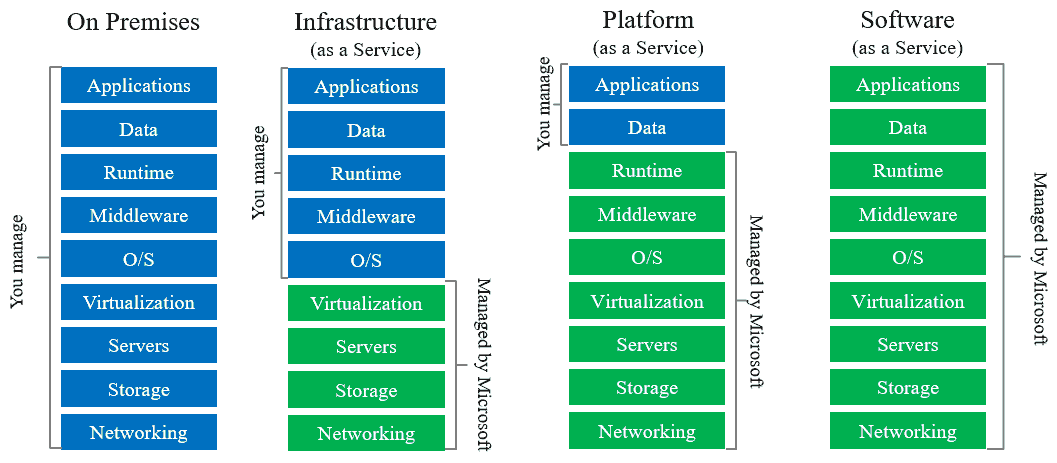 On Premises
You manage
Applications
Data
Runtime
Middleware
O/S
Virtualization
Servers
Storage
Networking
Infrastructure
(as a Service)
You manage
Applications
Data
Runtime
Middleware
O/S
Virtualization
Servers
Storage
Networking
Managed by Microsoft
Platform
(as a Service)
You manage
Applications
Data
Runtime
Middleware
O/S
Virtualization
Servers
Storage
Networking
Managed by Microsoft
Software
(as a Service)
Applications
Data
Runtime
Middleware
O/S
Virtualization
Servers
Storage
Networking
Managed by Microsoft